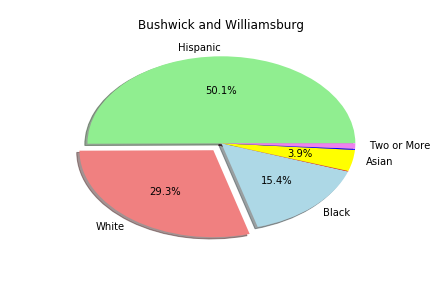 Bushwick and Williamsburg
Hispanic
50.1%
Two or More
3.9%
Asian
15.4%
29.3%
Black
White